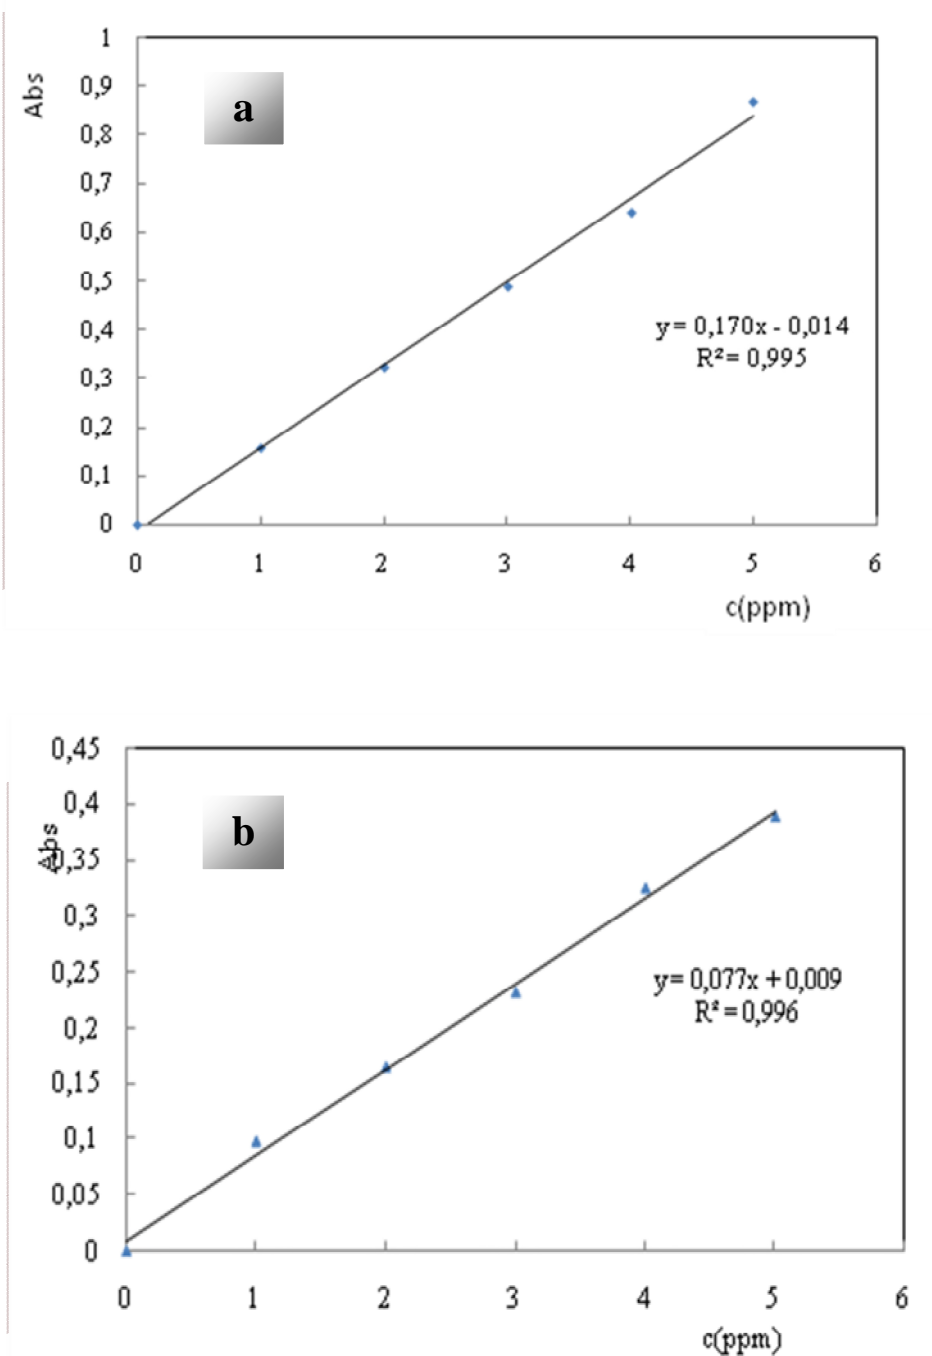 Abs
a
1
0,9
0,8
0,7
0,6
0,5
0,4
0,3
0,2
0,1
0
y = 0,170x - 0,014
R² = 0,995
0 1 2 3 4 5 6
c(ppm)
Abs
b
0,45
0,4
0,35
0,3
0,25
0,2
0,15
0,1
0,05
0
y = 0,077x + 0,009
R² = 0,996
0 1 2 3 4 5 6
c(ppm)